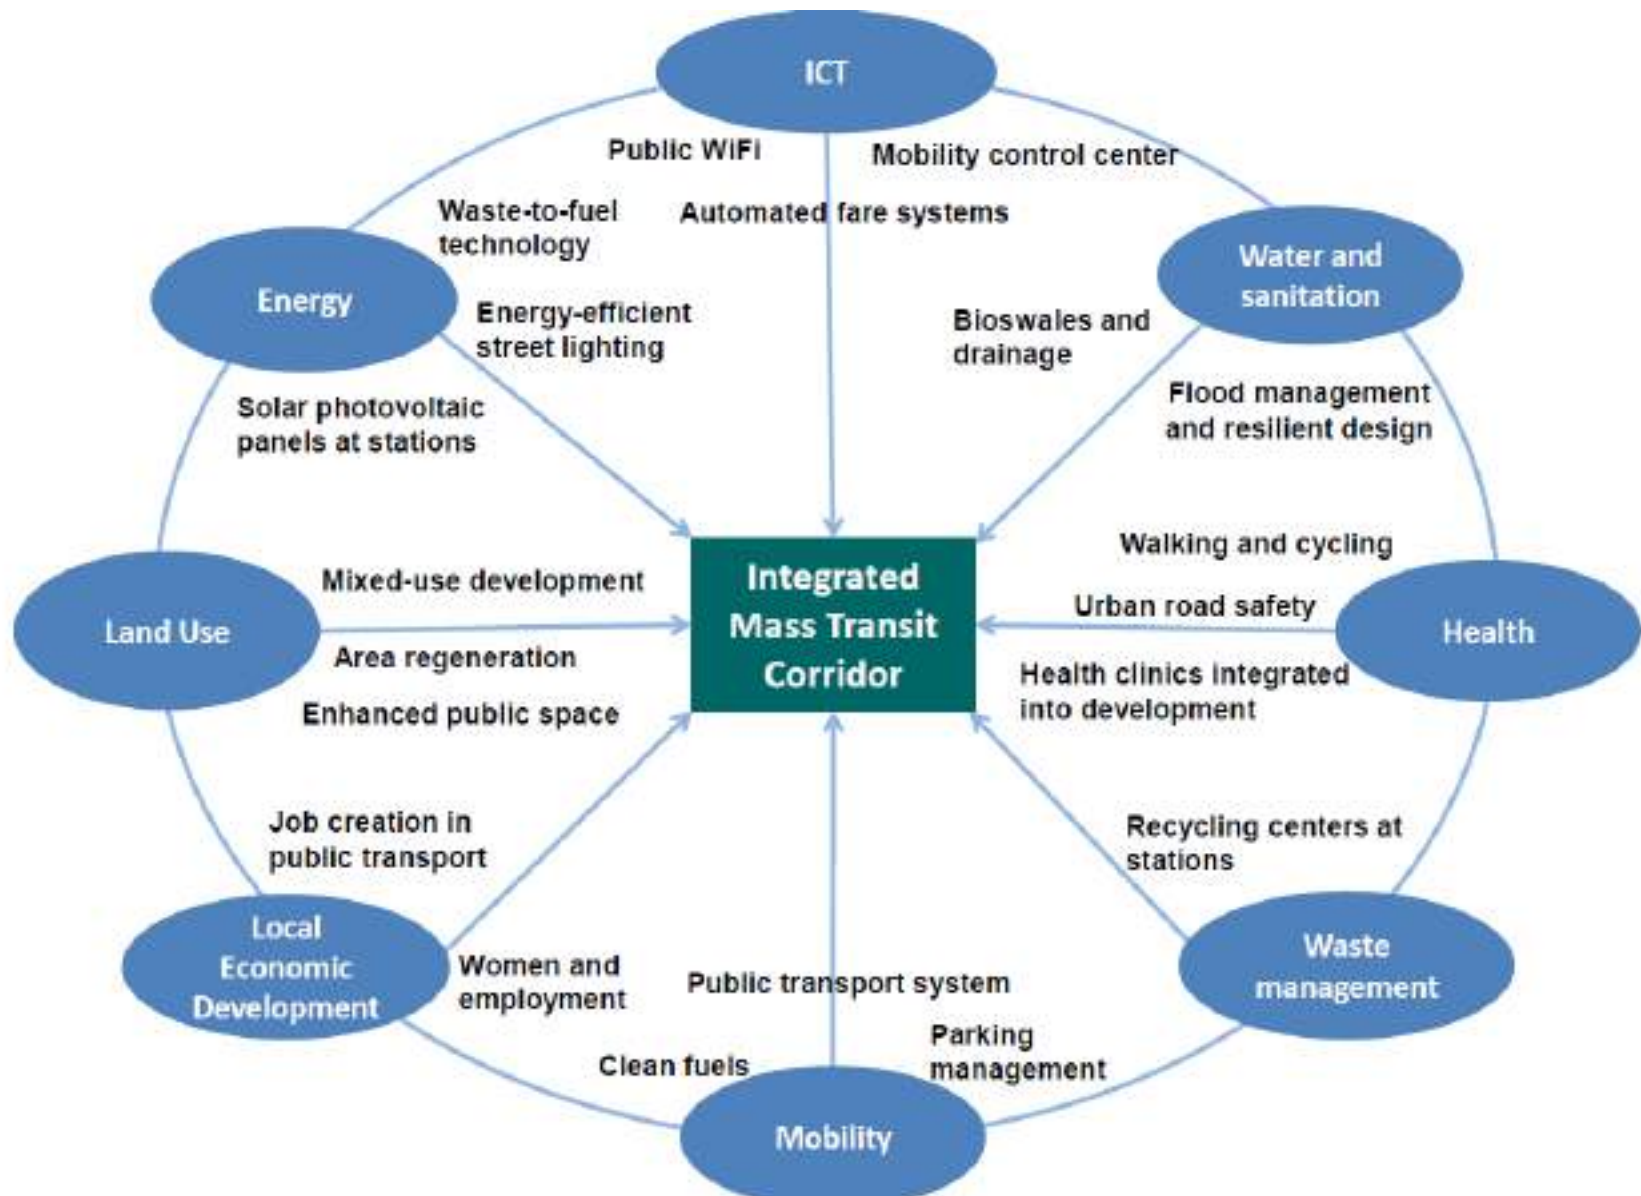 ICT
Public WiFi
Mobility control center
Waste-to-fuel
technology
Automated fare systems
Energy
Water and
sanitation
Energy-efficient
street lighting
Bioswales and
drainage
Solar photovoltaic
panels at stations
Flood management
and resilient design
Walking and cycling
Mixed-use development
Integrated
Mass Transit
Corridor
Urban road safety
Land Use
Health
Area regeneration
Health clinics integrated
into development
Enhanced public space
Job creation in
public transport
Recycling centers at
stations
Local
Economic
Development
Waste
management
Women and
employment
Public transport system
Clean fuels
Parking
management
Mobility